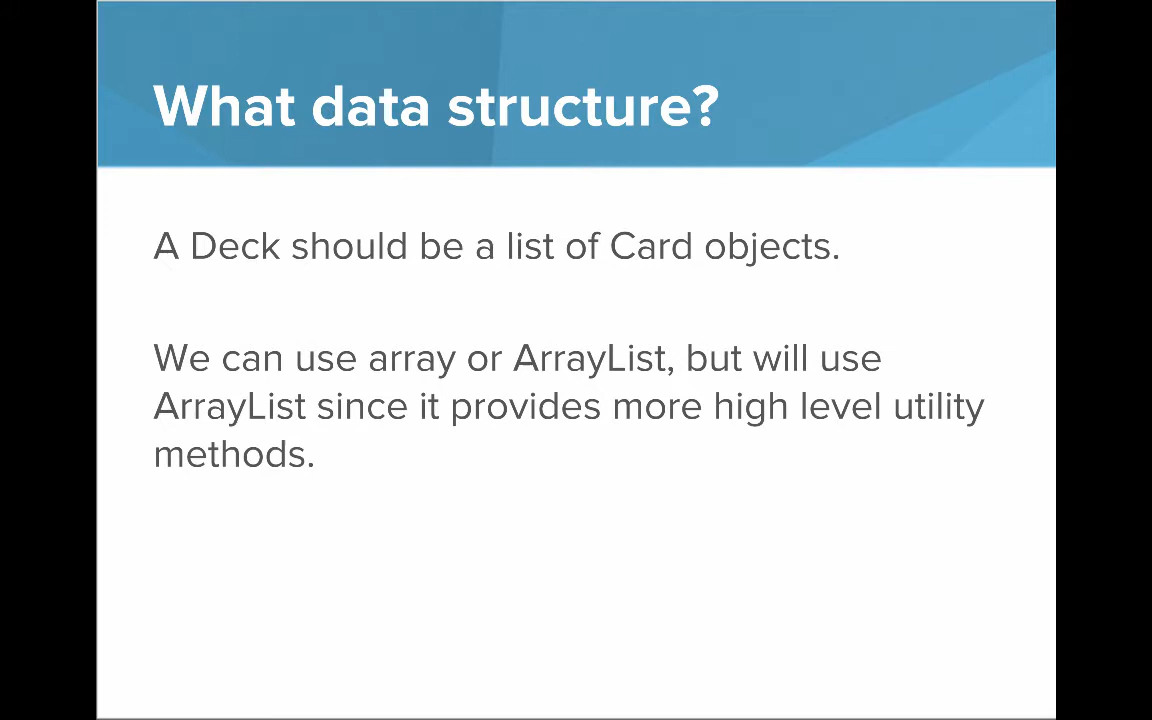 What data structure?
A Deck should be a list of Card objects.
We can use array or ArrayList, but will use
ArrayList since it provides more high level utility
methods.